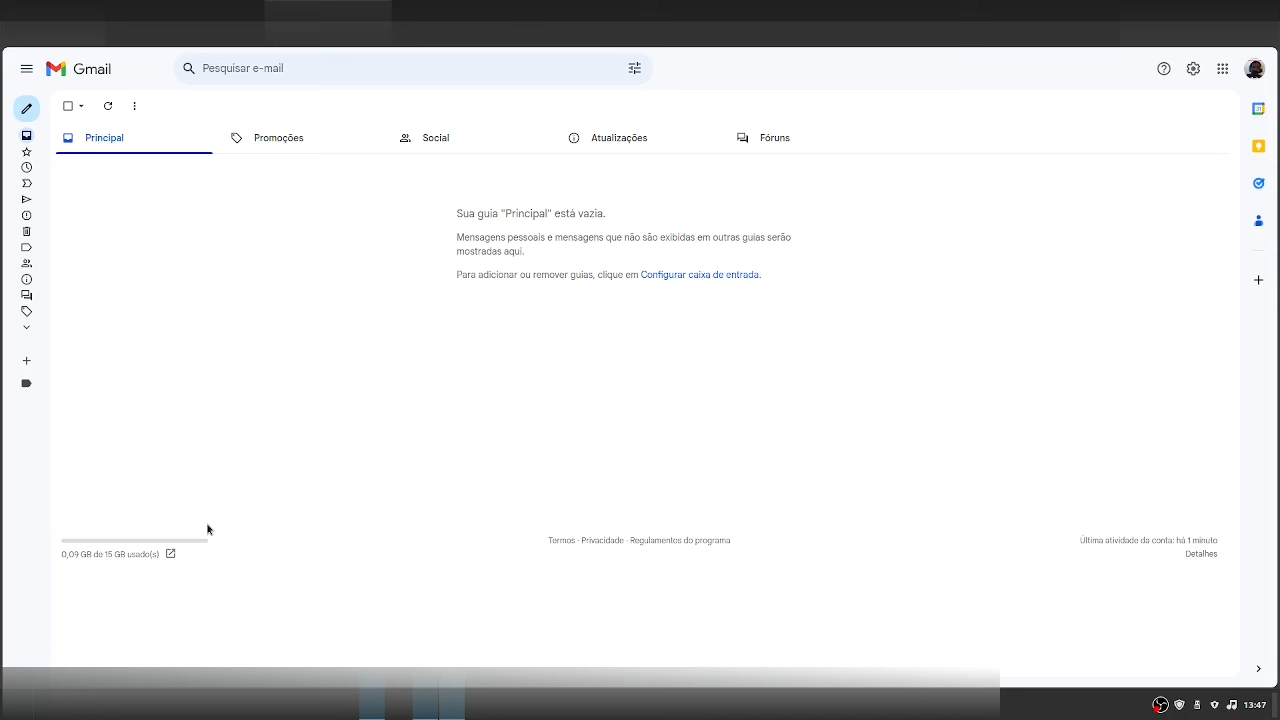 Gmail
Pesquisar e-mail
Principal
Promoções
Social
Atualizações
Fóruns
Sua guia "Principal" está vazia.
Mensagens pessoais e mensagens que não são exibidas em outras guias serão
mostradas aqui.
Para adicionar ou remover guias, clique em Configurar caixa de entrada.
0,09 GB de 15 GB usado(s)
Termos · Privacidade · Regulamentos do programa
Última atividade da conta: há 1 minuto
Detalhes
13:47